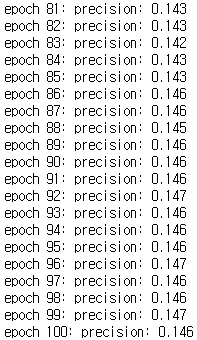 epoch 81: precision: 0.143
epoch 82: precision: 0.143
epoch 83: precision: 0.142
epoch 84: precision: 0.143
epoch 85: precision: 0.143
epoch 86: precision: 0.146
epoch 87: precision: 0.146
epoch 88: precision: 0.145
epoch 89: precision: 0.146
epoch 90: precision: 0.146
epoch 91: precision: 0.146
epoch 92: precision: 0.147
epoch 93: precision: 0.146
epoch 94: precision: 0.146
epoch 95: precision: 0.146
epoch 96: precision: 0.147
epoch 97: precision: 0.146
epoch 98: precision: 0.146
epoch 99: precision: 0.147
epoch 100: precision: 0.146